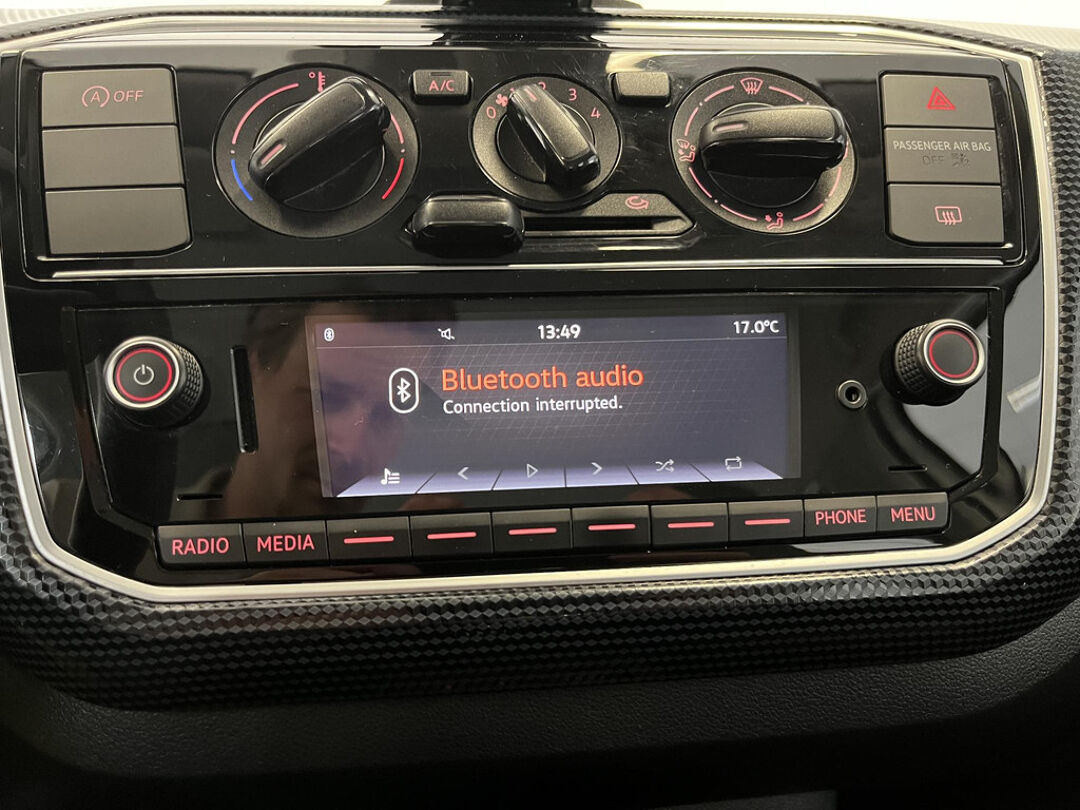 A OFF
A/C
0 2 3 4
PASSENGER AIR BAG
OFF
13:49 17.0°C
Bluetooth audio
Connection interrupted.
RADIO MEDIA PHONE MENU